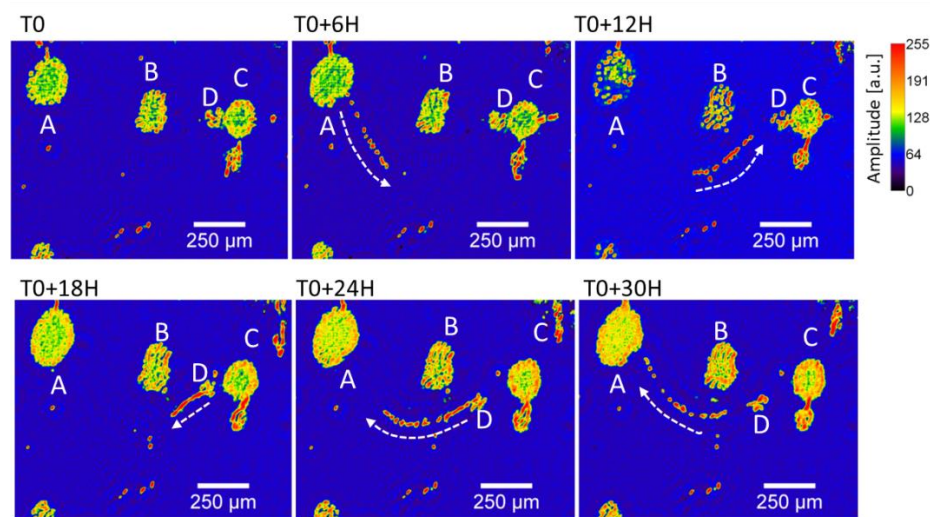 T0
T0+6H
T0+12H
A
B
C
D
250 µm
A
B
C
D
250 µm
A
B
C
D
250 µm
255
191
128
64
0
Amplitude [a.u.]
T0+18H
T0+24H
T0+30H
A
B
C
D
250 µm
A
B
C
D
250 µm
A
B
C
D
250 µm